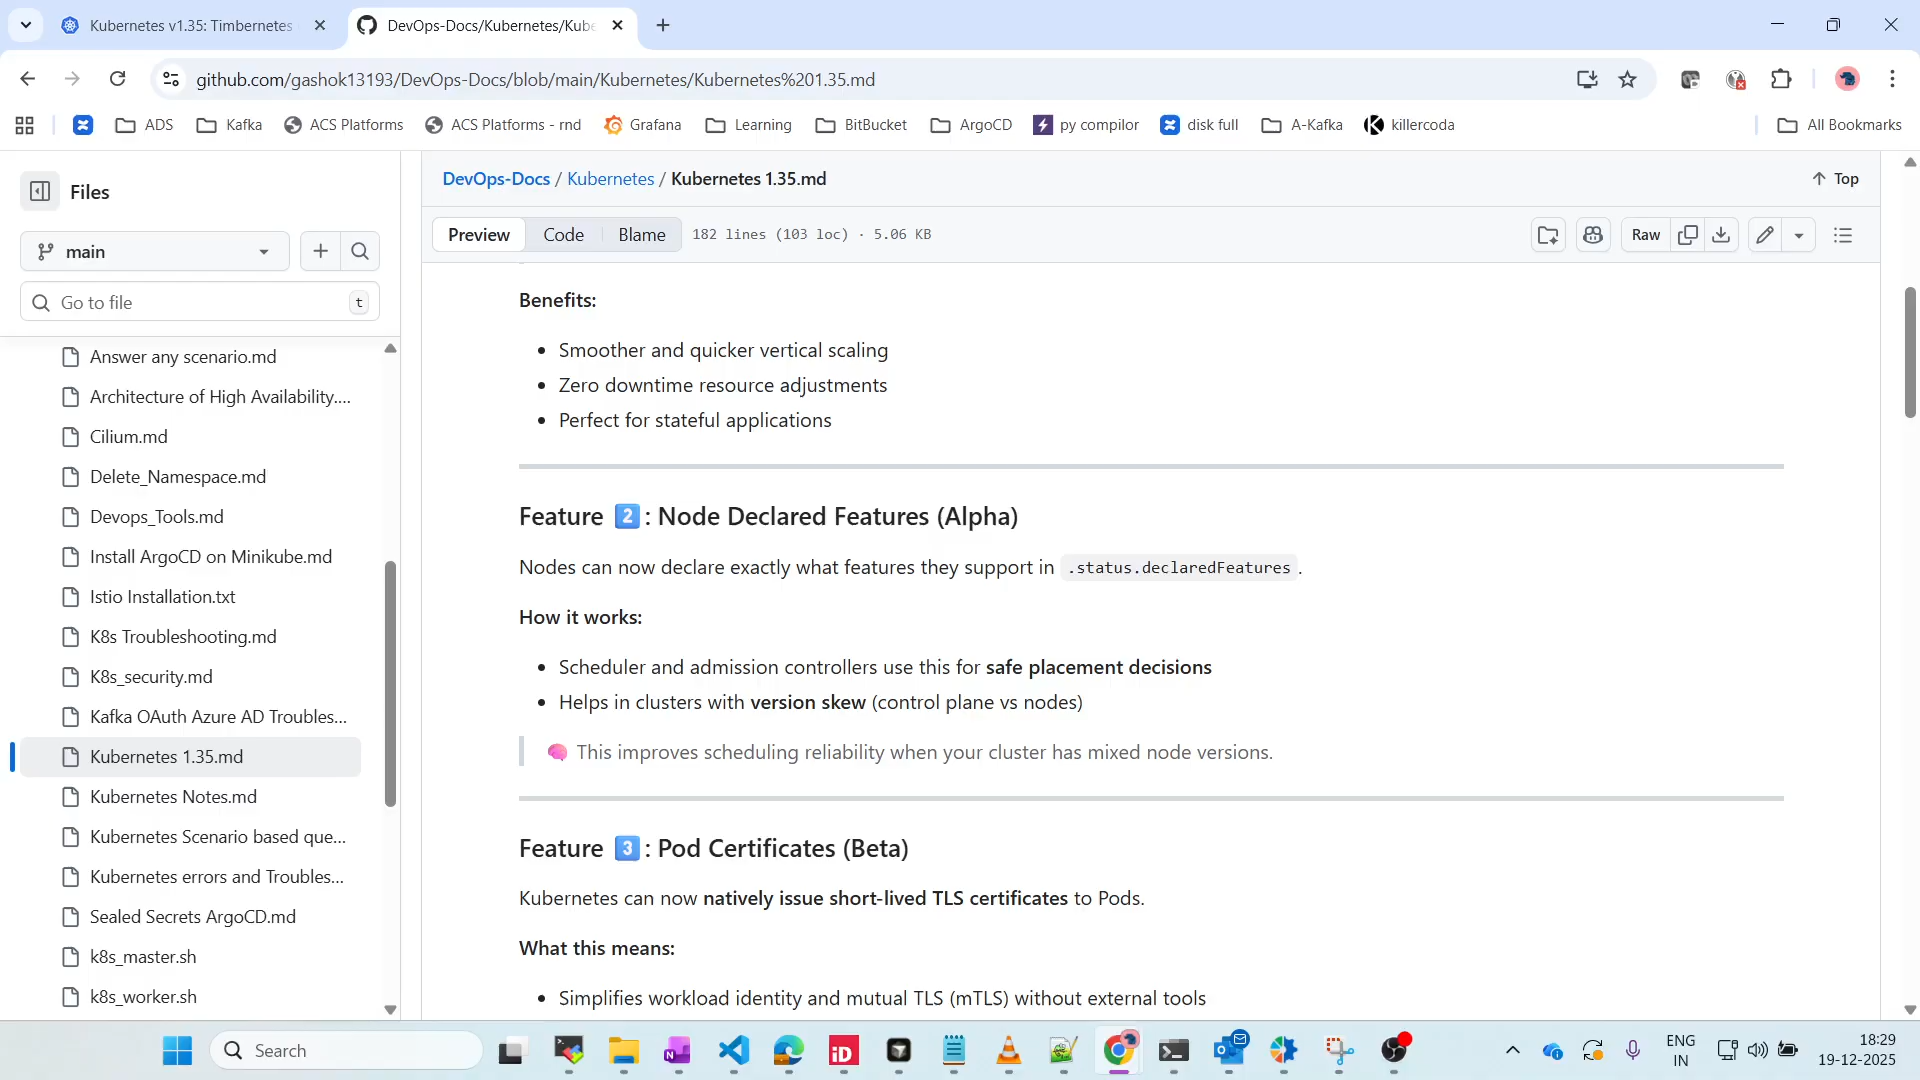 Kubernetes v1.35: Timbernetes
DevOps-Docs/Kubernetes/Kube
github.com/gashok13193/DevOps-Docs/blob/main/Kubernetes/Kubernetes%201.35.md
ADS
Kafka
ACS Platforms
ACS Platforms - rnd
Grafana
Learning
BitBucket
ArgoCD
py compilor
disk full
A-Kafka
killercoda
All Bookmarks
Files
main
Go to file
t
Answer any scenario.md
Architecture of High Availability....
Cilium.md
Delete_Namespace.md
Devops_Tools.md
Install ArgoCD on Minikube.md
Istio Installation.txt
K8s Troubleshooting.md
K8s_security.md
Kafka OAuth Azure AD Troubles...
Kubernetes 1.35.md
Kubernetes Notes.md
Kubernetes Scenario based que...
Kubernetes errors and Troubles...
Sealed Secrets ArgoCD.md
k8s_master.sh
k8s_worker.sh
DevOps-Docs / Kubernetes / Kubernetes 1.35.md
Top
Preview
Code
Blame
182 lines (103 loc) · 5.06 KB
Raw
Benefits:
• Smoother and quicker vertical scaling
• Zero downtime resource adjustments
• Perfect for stateful applications
Feature 2️⃣: Node Declared Features (Alpha)
Nodes can now declare exactly what features they support in .status.declaredFeatures.
How it works:
• Scheduler and admission controllers use this for safe placement decisions
• Helps in clusters with version skew (control plane vs nodes)
🧠 This improves scheduling reliability when your cluster has mixed node versions.
Feature 3️⃣: Pod Certificates (Beta)
Kubernetes can now natively issue short-lived TLS certificates to Pods.
What this means:
• Simplifies workload identity and mutual TLS (mTLS) without external tools
Search
ENG
IN
18:29
19-12-2025